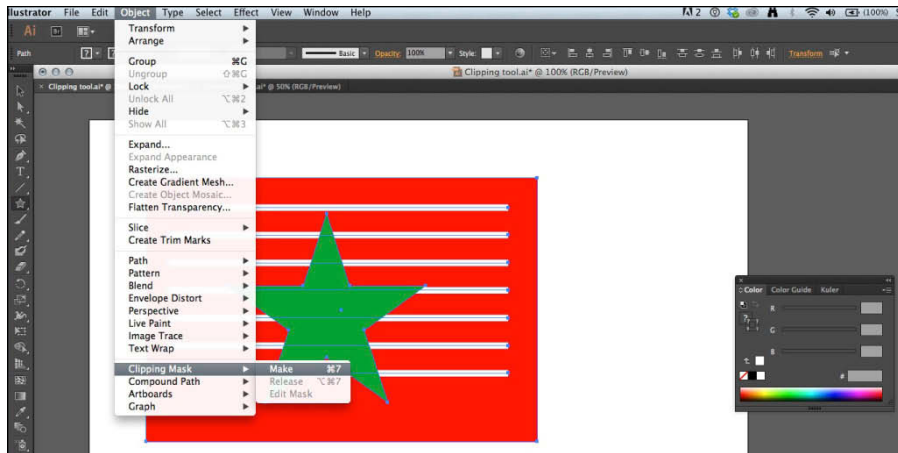 llustrator File Edit Object Type Select Effect View Window Help 2 (100%)
Ai Br
Path ? Basic Opacity: 100% Style: Transform
Clipping tool.ai* @ 100% (RGB/Preview)
× Clipping tool.ai* @ .ai* @ 50% (RGB/Preview)
Transform
Arrange
Group ⌘G
Ungroup ⇧⌘G
Lock
Unlock All ⌥⌘2
Hide
Show All ⌥⌘3
Expand...
Expand Appearance
Rasterize...
Create Gradient Mesh...
Create Object Mosaic...
Flatten Transparency...
Slice
Create Trim Marks
Path
Pattern
Blend
Envelope Distort
Perspective
Live Paint
Image Trace
Text Wrap
Clipping Mask
Compound Path
Artboards
Graph
Make ⌘7
Release ⌥⌘7
Edit Mask
Color Color Guide Kuler
R
?
G
B
#